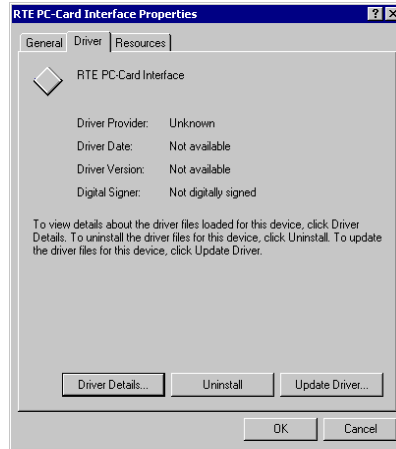 RTE PC-Card Interface Properties
General Driver Resources
RTE PC-Card Interface
Driver Provider: Unknown
Driver Date: Not available
Driver Version: Not available
Digital Signer: Not digitally signed
To view details about the driver files loaded for this device, click Driver
Details. To uninstall the driver files for this device, click Uninstall. To update
the driver files for this device, click Update Driver.
Driver Details... Uninstall Update Driver...
OK Cancel